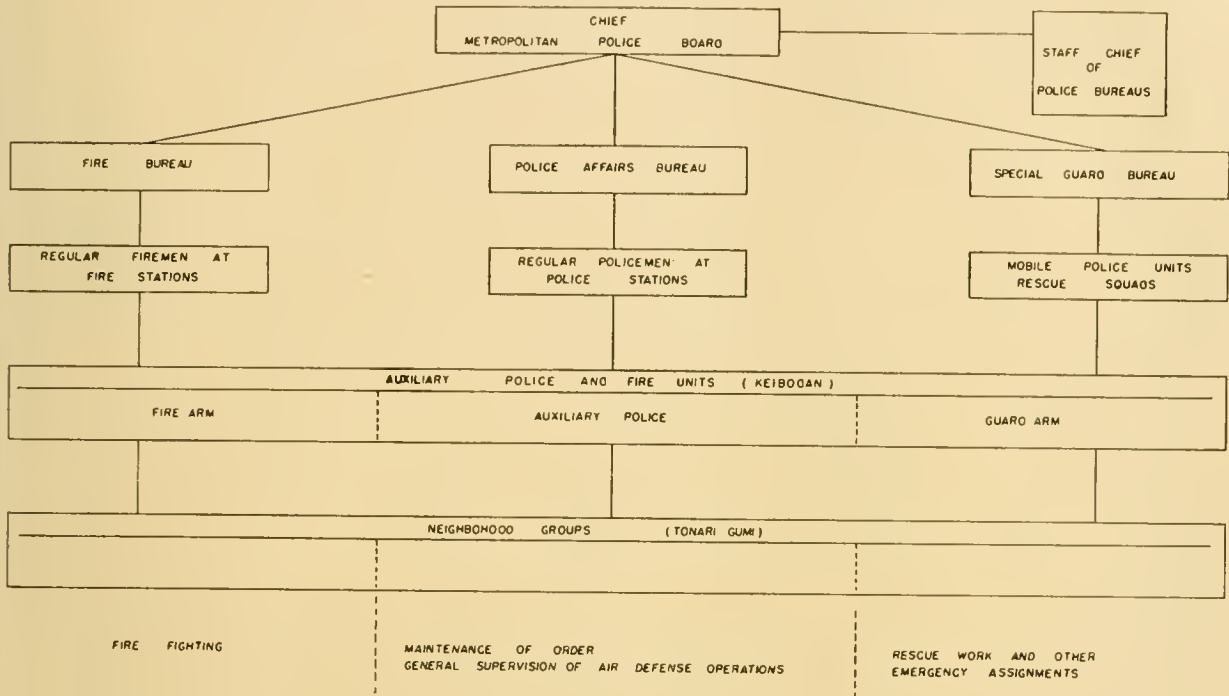 CHIEF
METROPOLITAN POLICE BOARD
STAFF CHIEF
OF
POLICE BUREAUS
FIRE BUREAU
POLICE AFFAIRS BUREAU
SPECIAL GUARD BUREAU
REGULAR FIREMEN AT
FIRE STATIONS
REGULAR POLICEMEN AT
POLICE STATIONS
MOBILE POLICE UNITS
RESCUE SQUADS
AUXILIARY POLICE AND FIRE UNITS (KEIBODAN)
FIRE ARM
AUXILIARY POLICE
GUARD ARM
NEIGHBOHOOD GROUPS (TONARI GUMI)
FIRE FIGHTING
MAINTENANCE OF ORDER
GENERAL SUPERVISION OF AIR DEFENSE OPERATIONS
RESCUE WORK AND OTHER
EMERGENCY ASSIGNMENTS